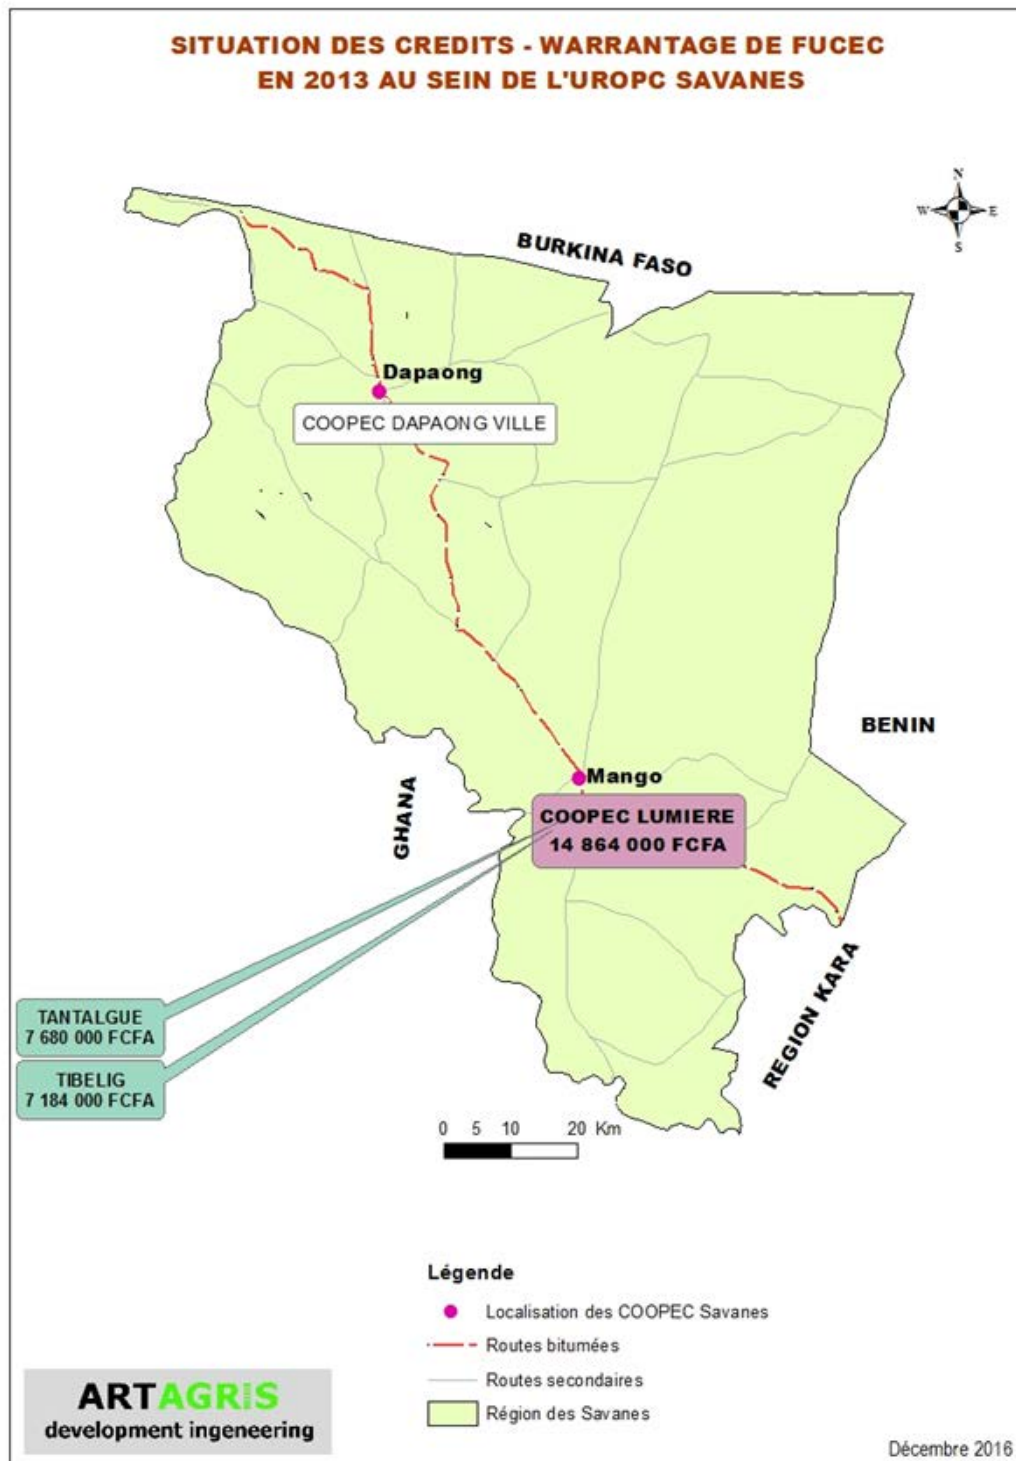 SITUATION DES CREDITS - WARRANTAGE DE FUCEC
EN 2013 AU SEIN DE L'UROPC SAVANES
N
W E
S
BURKINA FASO
Dapaong
COOPEC DAPAONG VILLE
BENIN
Mango
GHANA
COOPEC LUMIERE
14 864 000 FCFA
REGION KARA
TANTALGUE
7 680 000 FCFA
TIBELIG
7 184 000 FCFA
0 5 10 20 Km
Légende
Localisation des COOPEC Savanes
Routes bitumées
Routes secondaires
Région des Savanes
ARTAGRIS
development ingeneering
Décembre 2016